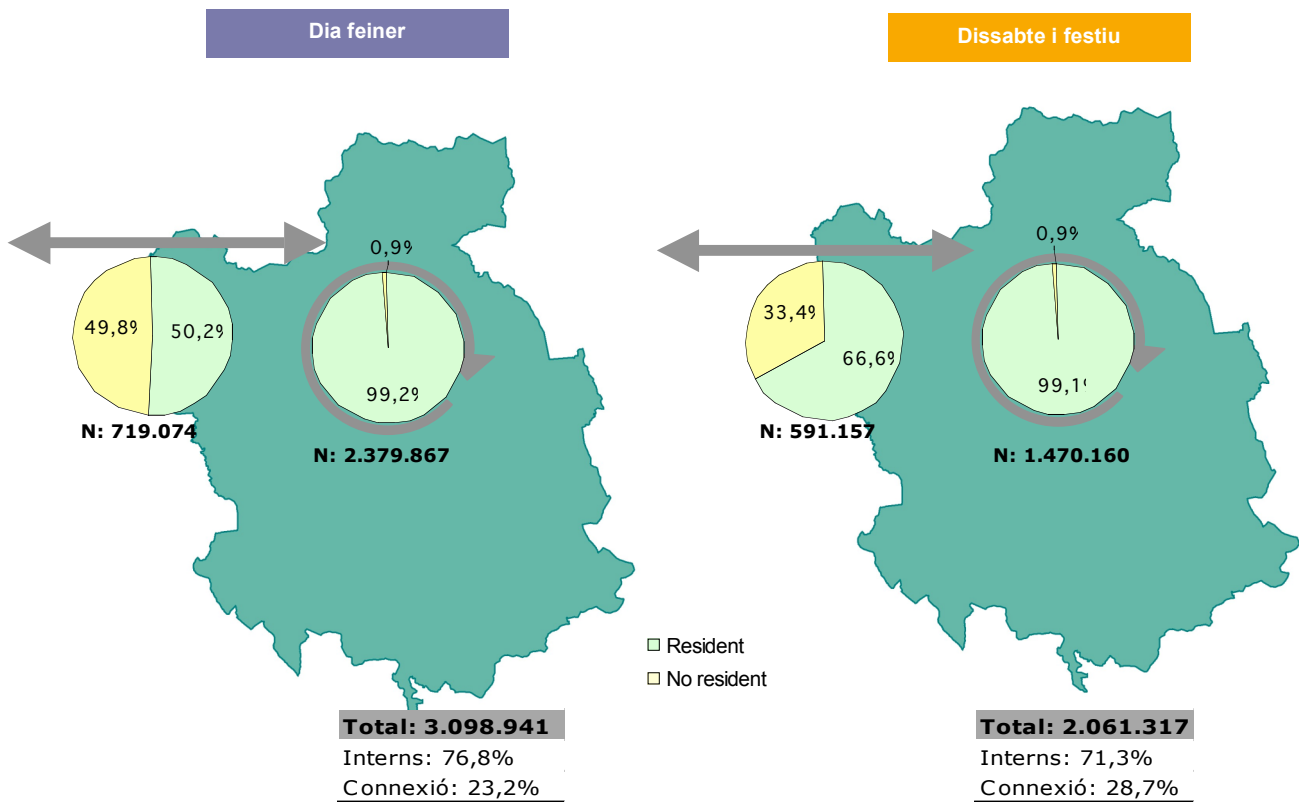 Dia feiner
Dissabte i festiu
0,9%
49,8%
50,2%
99,2%
N: 719.074
N: 2.379.867
0,9%
33,4%
66,6%
99,1%
N: 591.157
N: 1.470.160
Resident
No resident
Total: 3.098.941
Interns: 76,8%
Connexió: 23,2%
Total: 2.061.317
Interns: 71,3%
Connexió: 28,7%